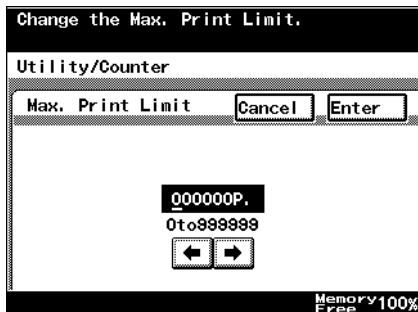 Change the Max. Print Limit.
Utility/Counter
Max. Print Limit Cancel Enter
000000P.
0to999999
Memory Free 100%